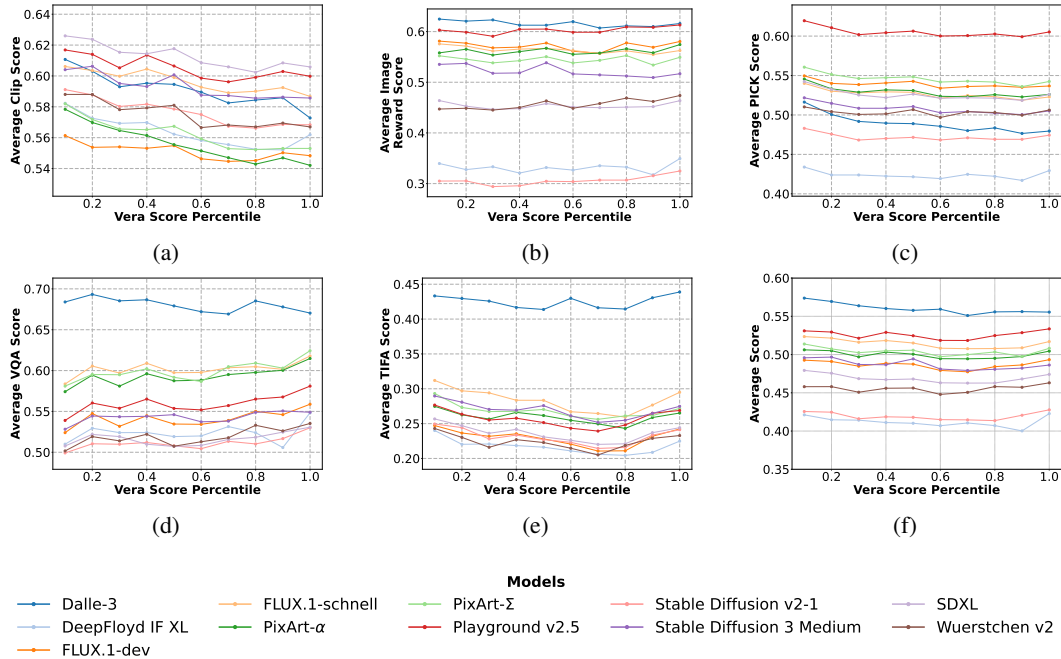 0.64
0.62
0.60
0.58
0.56
0.54
Average Clip Score
0.2 0.4 0.6 0.8 1.0
Vera Score Percentile
(a)
0.6
0.5
0.4
0.3
Average Image
Reward Score
0.2 0.4 0.6 0.8 1.0
Vera Score Percentile
(b)
0.60
0.55
0.50
0.45
0.40
Average PICK Score
0.2 0.4 0.6 0.8 1.0
Vera Score Percentile
(c)
0.70
0.65
0.60
0.55
0.50
Average VQA Score
0.2 0.4 0.6 0.8 1.0
Vera Score Percentile
(d)
0.45
0.40
0.35
0.30
0.25
0.20
Average TIFA Score
0.2 0.4 0.6 0.8 1.0
Vera Score Percentile
(e)
0.60
0.55
0.50
0.45
0.40
0.35
Average Score
0.2 0.4 0.6 0.8 1.0
Vera Score Percentile
(f)
Models
Dalle-3 FLUX.1-schnell PixArt-Σ Stable Diffusion v2-1 SDXL
DeepFloyd IF XL PixArt-α Playground v2.5 Stable Diffusion 3 Medium Wuerstchen v2
FLUX.1-dev